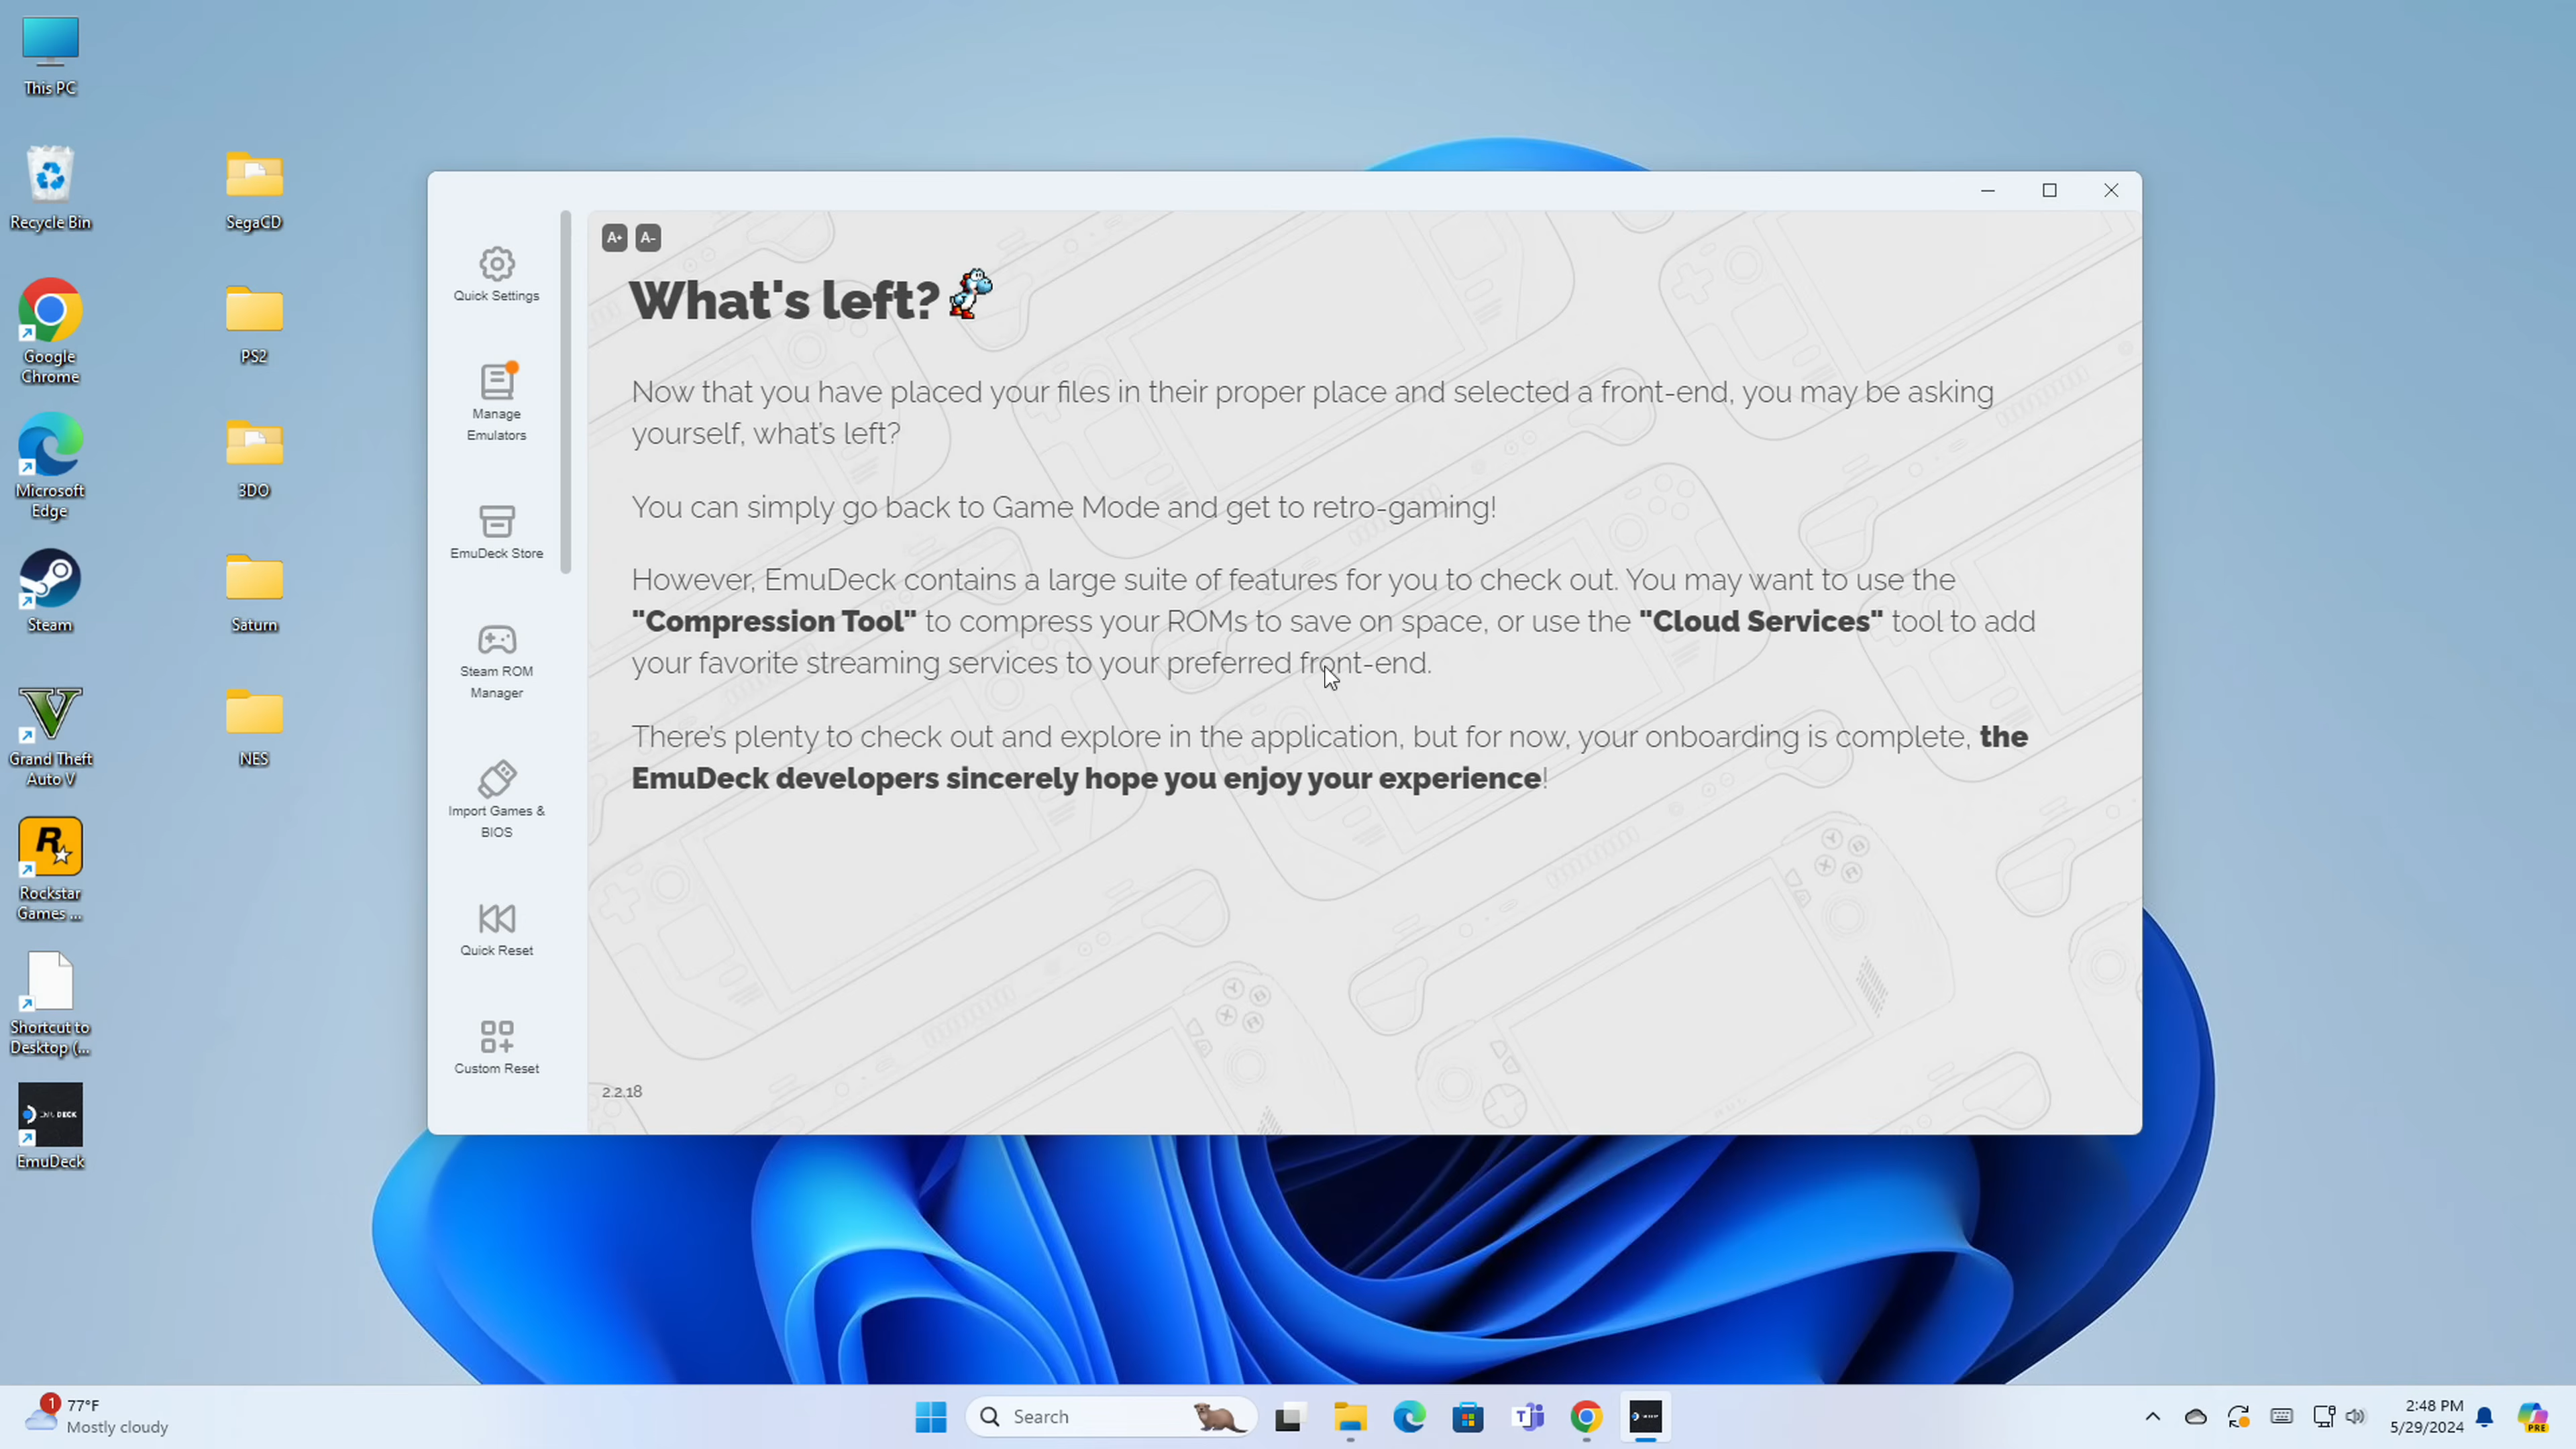 This PC
Recycle Bin
SegaCD
Google
Chrome
PS2
Microsoft
Edge
3DO
Steam
Saturn
Grand Theft
Auto V
NES
Rockstar
Games ...
Shortcut to
Desktop (...
EMU DECK
EmuDeck
Quick Settings
Manage
Emulators
EmuDeck Store
Steam ROM
Manager
Import Games &
BIOS
Quick Reset
Custom Reset
A+ A-
What's left?
Now that you have placed your files in their proper place and selected a front-end, you may be asking
yourself, what's left?
You can simply go back to Game Mode and get to retro-gaming!
However, EmuDeck contains a large suite of features for you to check out. You may want to use the
"Compression Tool" to compress your ROMs to save on space, or use the "Cloud Services" tool to add
your favorite streaming services to your preferred front-end.
There's plenty to check out and explore in the application, but for now, your onboarding is complete, the
EmuDeck developers sincerely hope you enjoy your experience!
2.2.18
1
77°F
Mostly cloudy
Search
2:48 PM
5/29/2024
PRE